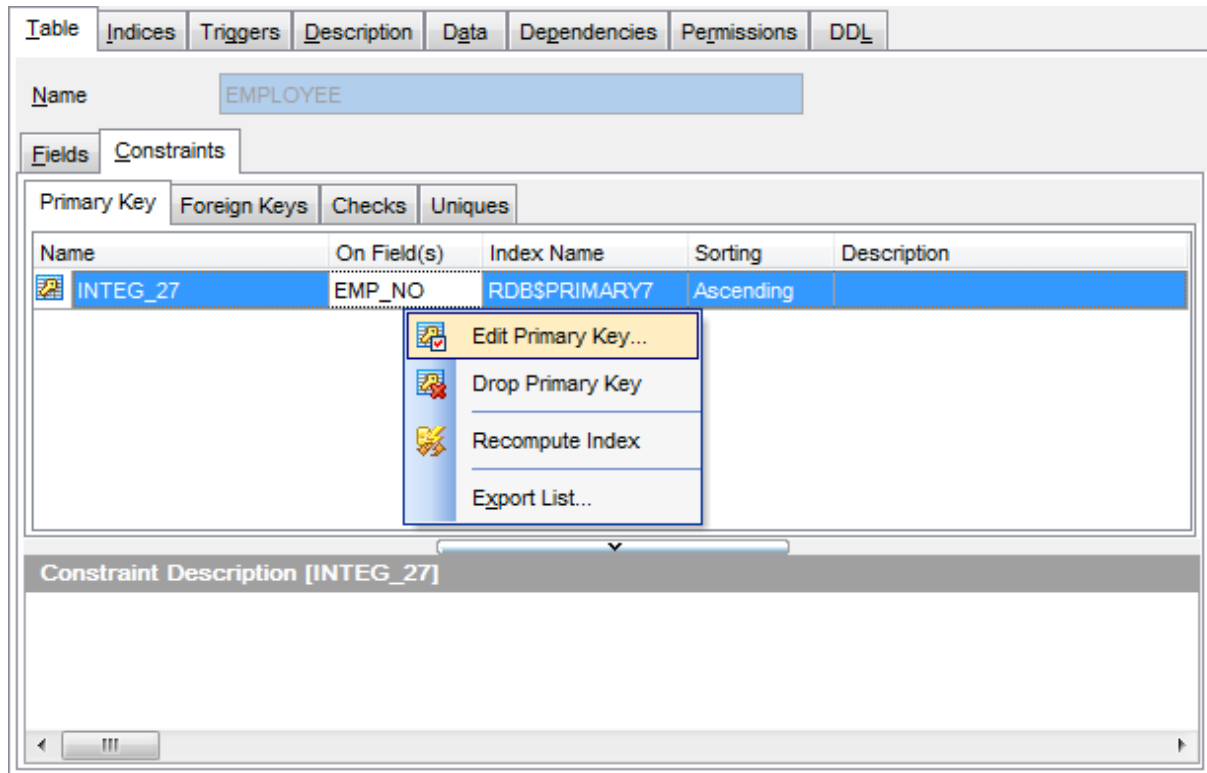 Table Indices Triggers Description Data Dependencies Permissions DDL
Name EMPLOYEE
Fields Constraints
Primary Key Foreign Keys Checks Uniques
Name On Field(s) Index Name Sorting Description
INTEG_27 EMP_NO RDB$PRIMARY7 Ascending
Edit Primary Key...
Drop Primary Key
Recompute Index
Export List...
Constraint Description [INTEG_27]